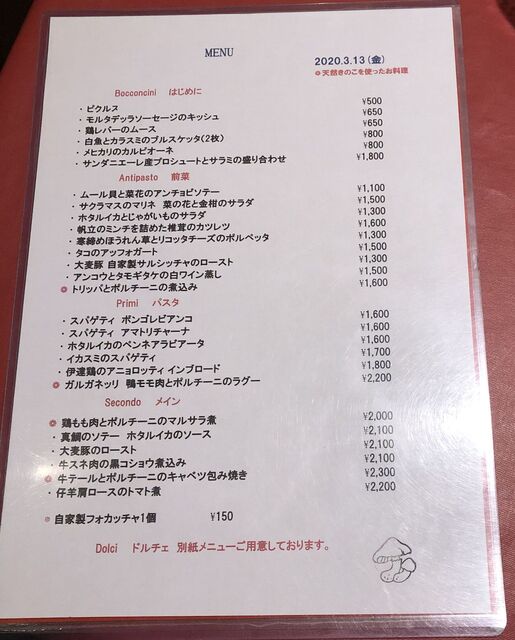 MENU
2020.3.13(金)
❁天然きのこを使ったお料理
Bocconcini はじめに
・ピクルス ¥500
・モルタデッラソーセージのキッシュ ¥650
・鶏レバーのムース ¥650
・白魚とカラスミのブルスケッタ(2枚) ¥800
・メヒカリのカルピオーネ ¥800
・サンダニエーレ産プロシュートとサラミの盛り合わせ ¥1,800
Antipasto 前菜
・ムール貝と菜花のアンチョビソテー ¥1,100
・サクラマスのマリネ 菜の花と金柑のサラダ ¥1,500
・ホタルイカとじゃがいものサラダ ¥1,300
・帆立のミンチを詰めた椎茸のカツレツ ¥1,600
・寒締めほうれん草とリコッタチーズのポルペッタ ¥1,300
・タコのアッフォガート ¥1,500
・大麦豚 自家製サルシッチャのロースト ¥1,300
・アンコウとタモギタケの白ワイン蒸し ¥1,500
❁トリッパとポルチーニの煮込み ¥1,600
Primi パスタ
・スパゲティ ボンゴレビアンコ ¥1,600
・スパゲティ アマトリチャーナ ¥1,600
・ホタルイカのペンネアラビアータ ¥1,600
・イカスミのスパゲティ ¥1,700
・伊達鶏のアニョロッティ インブロード ¥1,800
❁ガルガネッリ 鴨モモ肉とポルチーニのラグー ¥2,200
Secondo メイン
❁鶏もも肉とポルチーニのマルサラ煮 ¥2,000
・真鯛のソテー ホタルイカのソース ¥2,100
・大麦豚のロースト ¥2,100
・牛スネ肉の黒コショウ煮込み ¥2,100
❁牛テールとポルチーニのキャベツ包み焼き ¥2,300
・仔羊肩ロースのトマト煮 ¥2,200
❁自家製フォカッチャ1個 ¥150
Dolci ドルチェ 別紙メニューご用意しております。